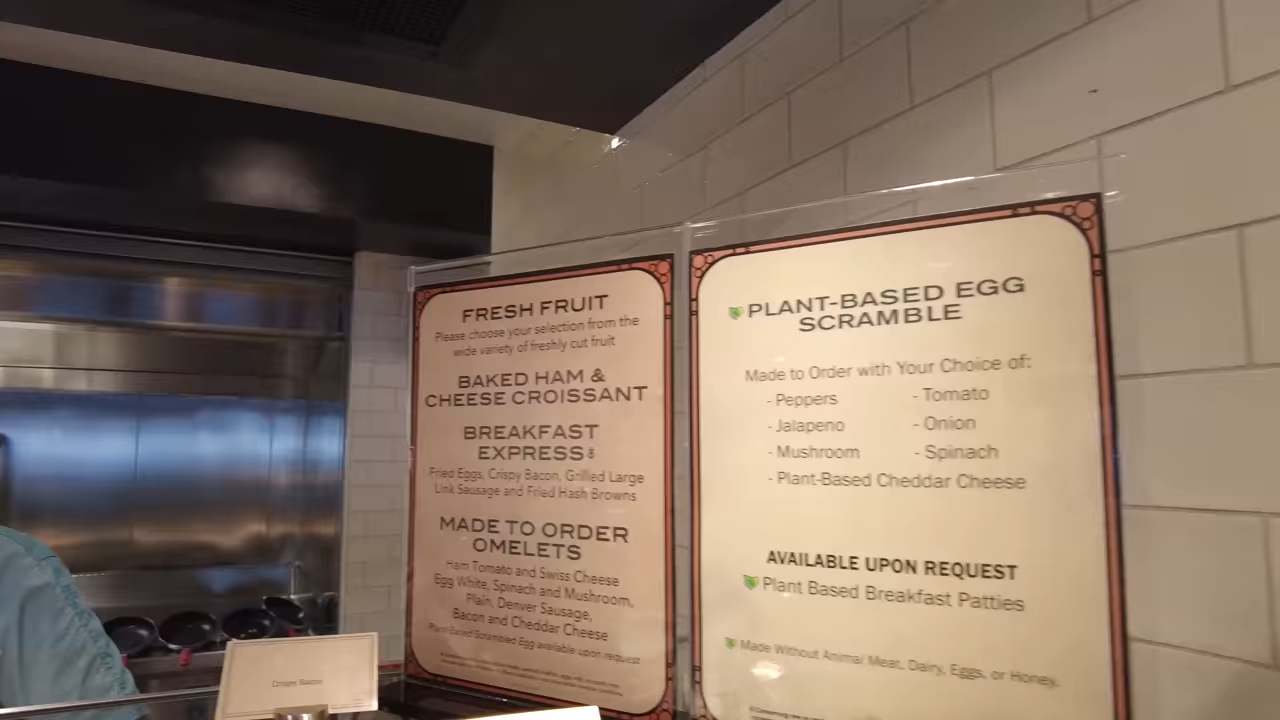 FRESH FRUIT
Please choose your selection from the
wide variety of freshly cut fruit
BAKED HAM &
CHEESE CROISSANT
BREAKFAST
EXPRESS
Fried Eggs, Crispy Bacon, Grilled Large
Link Sausage and Fried Hash Browns
MADE TO ORDER
OMELETS
Ham Tomato and Swiss Cheese
Egg White, Spinach and Mushroom,
Plain, Denver Sausage,
Bacon and Cheddar Cheese
Plant-Based Scrambled Egg available upon request
PLANT-BASED EGG
SCRAMBLE
Made to Order with Your Choice of:
- Peppers - Tomato
- Jalapeno - Onion
- Mushroom - Spinach
- Plant-Based Cheddar Cheese
AVAILABLE UPON REQUEST
Plant Based Breakfast Patties
Made Without Animal Meat, Dairy, Eggs, or Honey.
Crispy Bacon